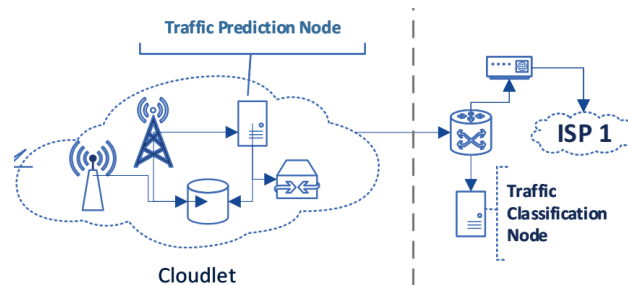 Traffic Prediction Node
ISP 1
Traffic
Classification
Node
Cloudlet